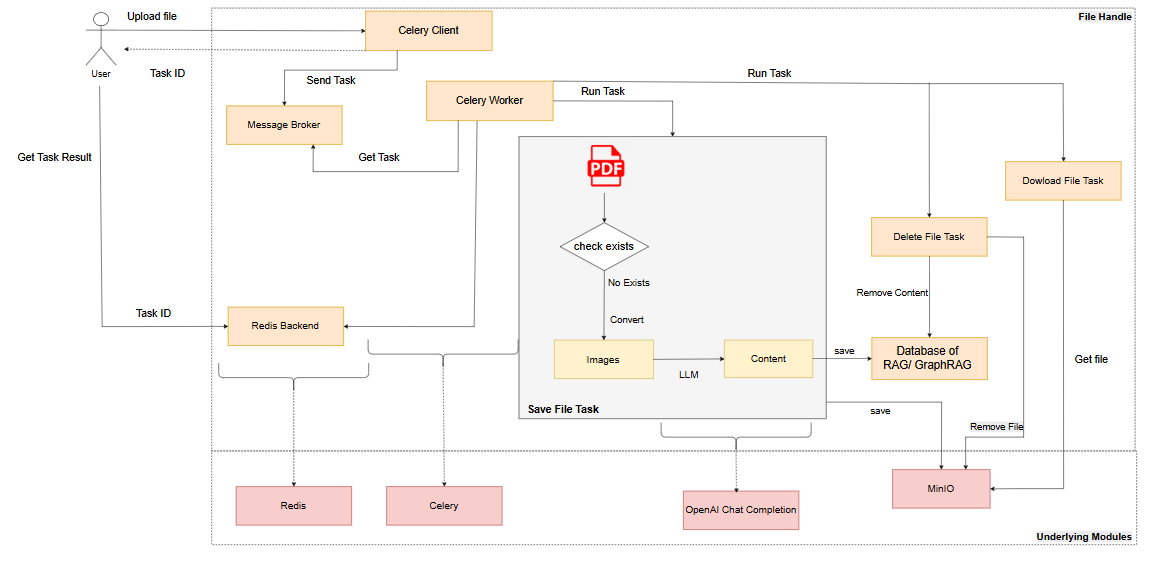 Upload file
Celery Client
File Handle
User
Task ID
Send Task
Run Task
Run Task
Celery Worker
Message Broker
Get Task Result
Get Task
PDF
Dowload File Task
Delete File Task
check exists
No Exists
Remove Content
Task ID
Redis Backend
Convert
Images
LLM
Content
save
Database of
RAG/ GraphRAG
Get file
Save File Task
save
Remove File
Redis
Celery
OpenAI Chat Completion
MinIO
Underlying Modules